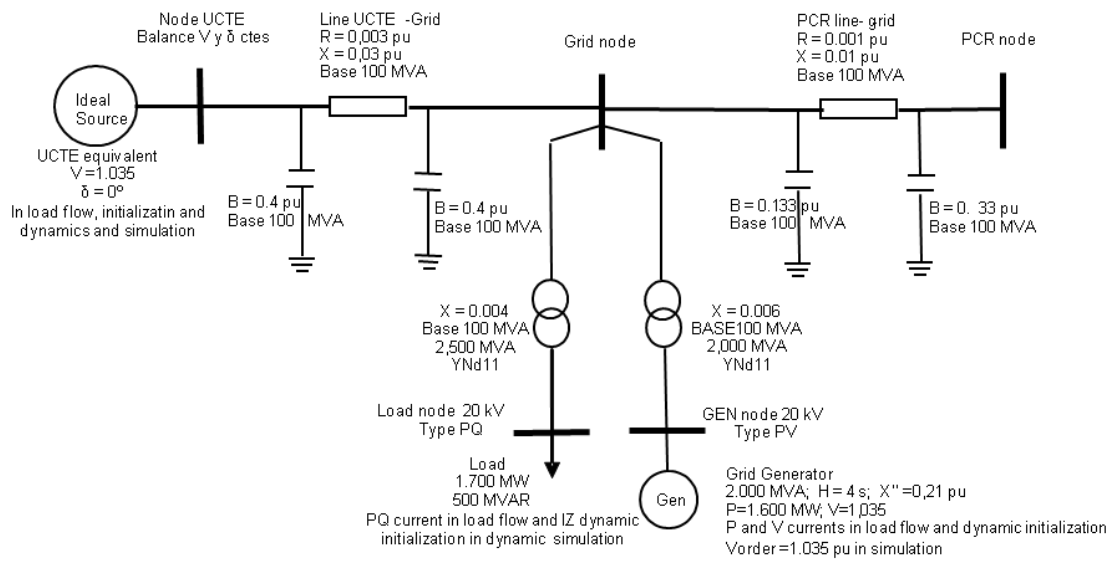 Node UCTE
Balance V y δ ctes
Line UCTE -Grid
R = 0,003 pu
X = 0,03 pu
Base 100 MVA
Grid node
PCR line- grid
R = 0.001 pu
X = 0.01 pu
Base 100 MVA
PCR node
Ideal
Source
UCTE equivalent
V =1.035
δ = 0º
In load flow, initializatin and
dynamics and simulation
B = 0.4 pu
Base 100 MVA
B = 0.4 pu
Base 100 MVA
B = 0.133 pu
Base 100 MVA
B = 0. 33 pu
Base 100 MVA
X = 0.004
Base 100 MVA
2,500 MVA
YNd11
X = 0.006
BASE100 MVA
2,000 MVA
YNd11
Load node 20 kV
Type PQ
GEN node 20 kV
Type PV
Load
1.700 MW
500 MVAR
PQ current in load flow and IZ dynamic
initialization in dynamic simulation
Gen
Grid Generator
2.000 MVA; H = 4 s; X'' =0,21 pu
P=1.600 MW; V=1,035
P and V currents in load flow and dynamic initialization
Vorder =1.035 pu in simulation